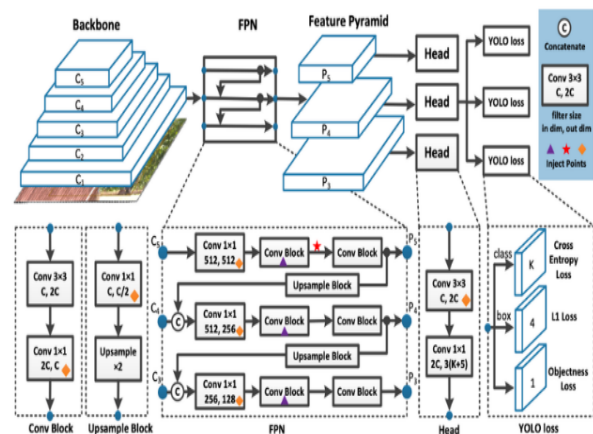 Backbone
FPN
Feature Pyramid
C5
C4
C3
C2
C1
P5
P4
P3
Head
Head
Head
YOLO loss
YOLO loss
YOLO loss
C
Concatenate
Conv 3×3
C, 2C
filter size
in dim, out dim
Inject Points
Conv 3×3
C, 2C
Conv 1×1
2C, C
Conv Block
Conv 1×1
C, C/2
Upsample
×2
Upsample Block
C5
Conv 1×1
512, 512
Conv Block
Conv Block
P5
Upsample Block
C4
C
Conv 1×1
512, 256
Conv Block
Conv Block
P4
Upsample Block
C3
C
Conv 1×1
256, 128
Conv Block
Conv Block
P3
FPN
Conv 3×3
C, 2C
Conv 1×1
2C, 3(K+5)
Head
class
K
Cross
Entropy
Loss
box
4
L1 Loss
1
Objectness
Loss
YOLO loss